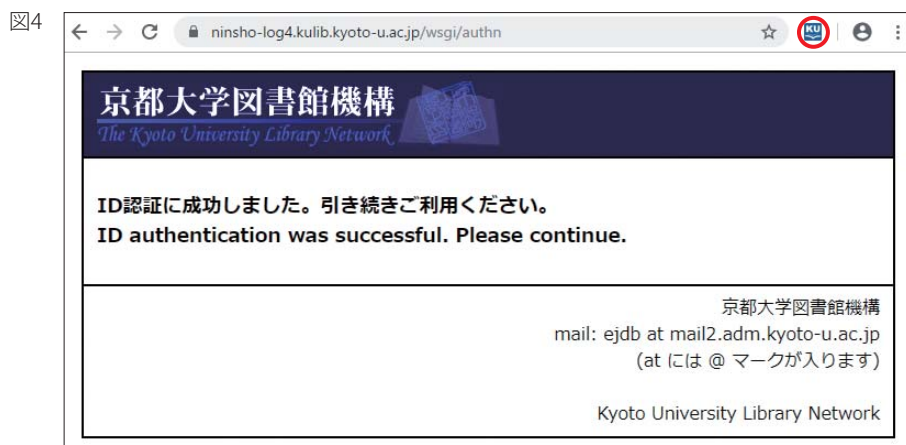 図4
ninsho-log4.kulib.kyoto-u.ac.jp/wsgi/authn
KU
京都大学図書館機構
The Kyoto University Library Network
ID認証に成功しました。引き続きご利用ください。
ID authentication was successful. Please continue.
京都大学図書館機構
mail: ejdb at mail2.adm.kyoto-u.ac.jp
(at には @ マークが入ります)
Kyoto University Library Network